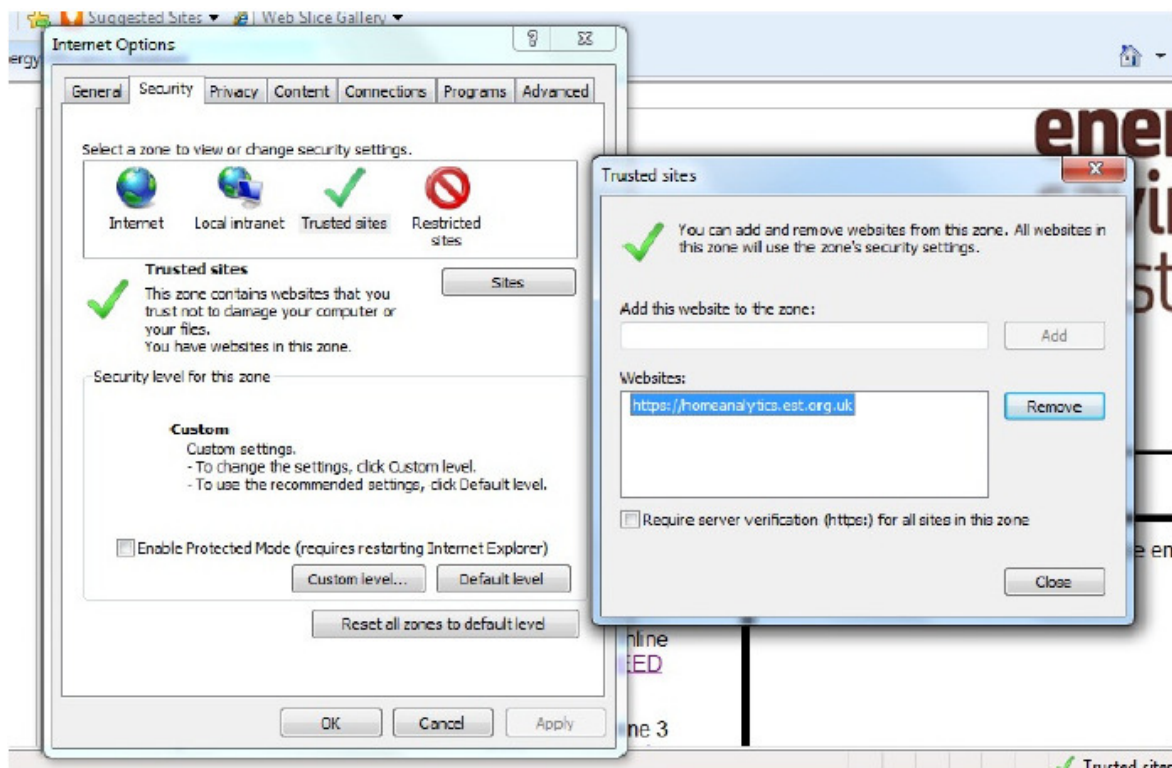 Suggested Sites ▼ Web Slice Gallery ▼
Internet Options
ergy
General Security Privacy Content Connections Programs Advanced
Select a zone to view or change security settings.
Internet Local intranet Trusted sites Restricted sites
Trusted sites
Sites
This zone contains websites that you
trust not to damage your computer or
your files.
You have websites in this zone.
Security level for this zone
Custom
Custom settings.
- To change the settings, click Custom level.
- To use the recommended settings, click Default level.
Enable Protected Mode (requires restarting Internet Explorer)
Custom level... Default level
Reset all zones to default level
OK Cancel Apply
ener
Trusted sites
You can add and remove websites from this zone. All websites in
this zone will use the zone's security settings.
Add this website to the zone:
Add
Websites:
https://homeanalytics.est.org.uk
Remove
Require server verification (https:) for all sites in this zone
Close
e en
nline
EED
ne 3
Trusted sites